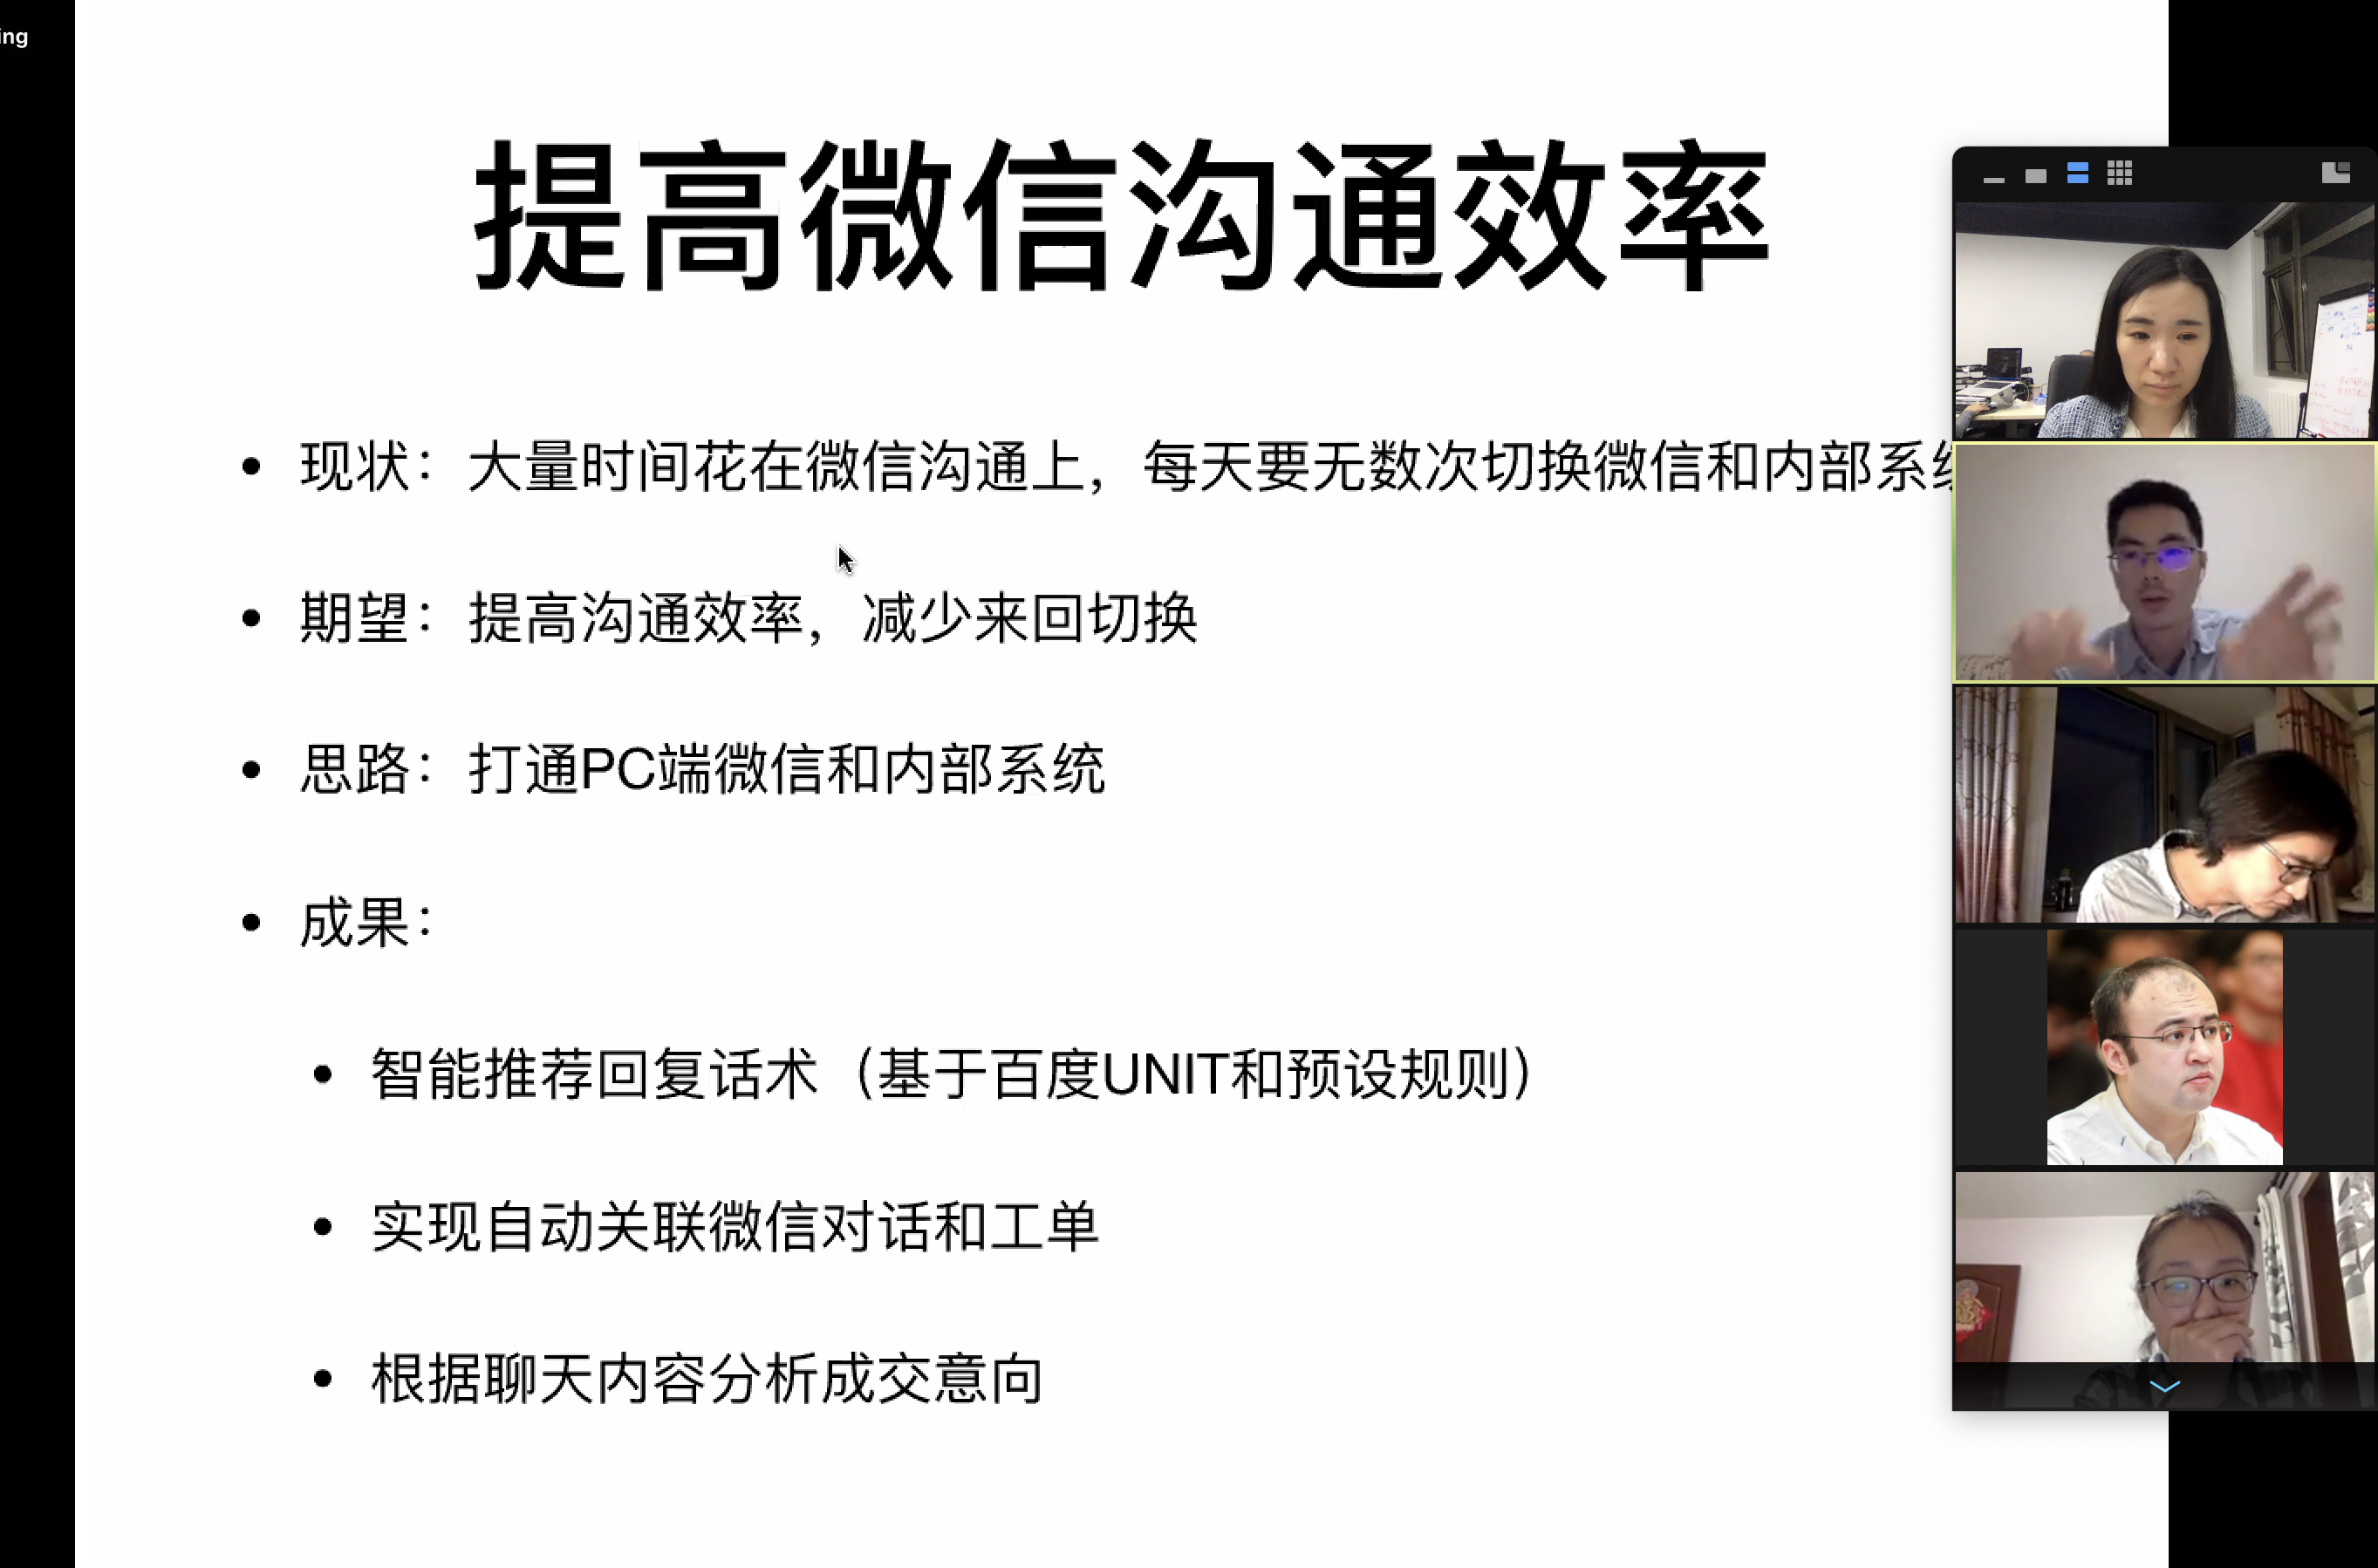 ing
提高微信沟通效率
• 现状：大量时间花在微信沟通上，每天要无数次切换微信和内部系
• 期望：提高沟通效率，减少来回切换
• 思路：打通PC端微信和内部系统
• 成果：
• 智能推荐回复话术（基于百度UNIT和预设规则）
• 实现自动关联微信对话和工单
• 根据聊天内容分析成交意向